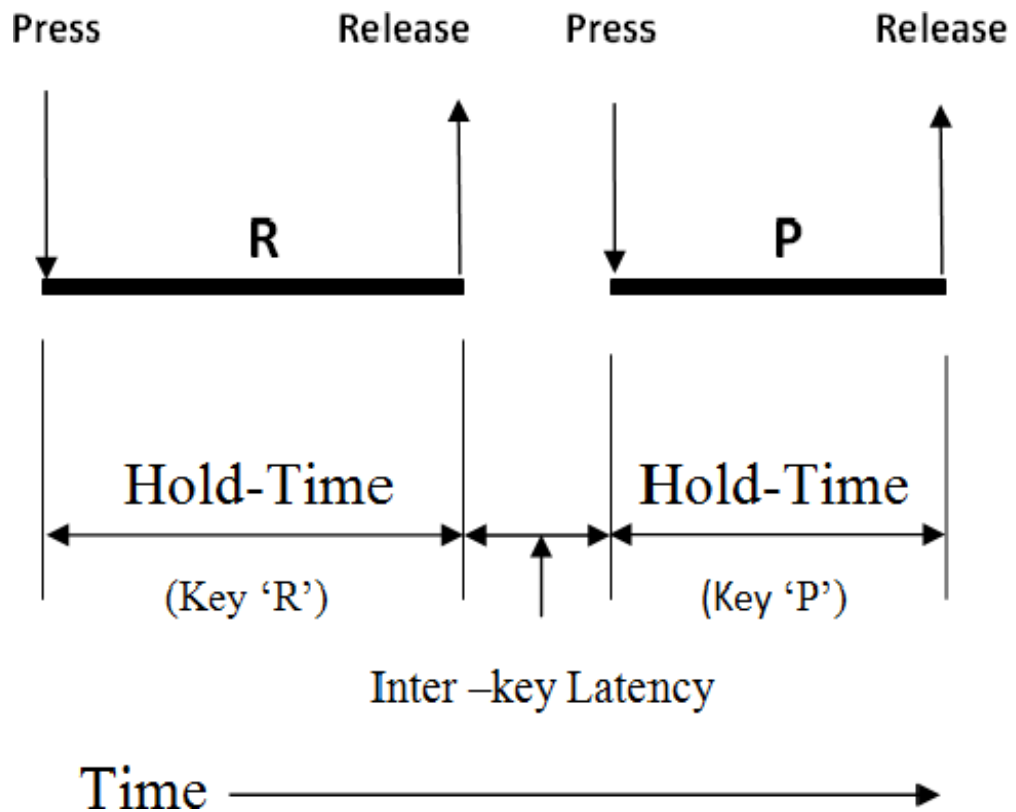 Press Release Press Release
R P
Hold-Time Hold-Time
(Key ‘R’) (Key ‘P’)
Inter –key Latency
Time